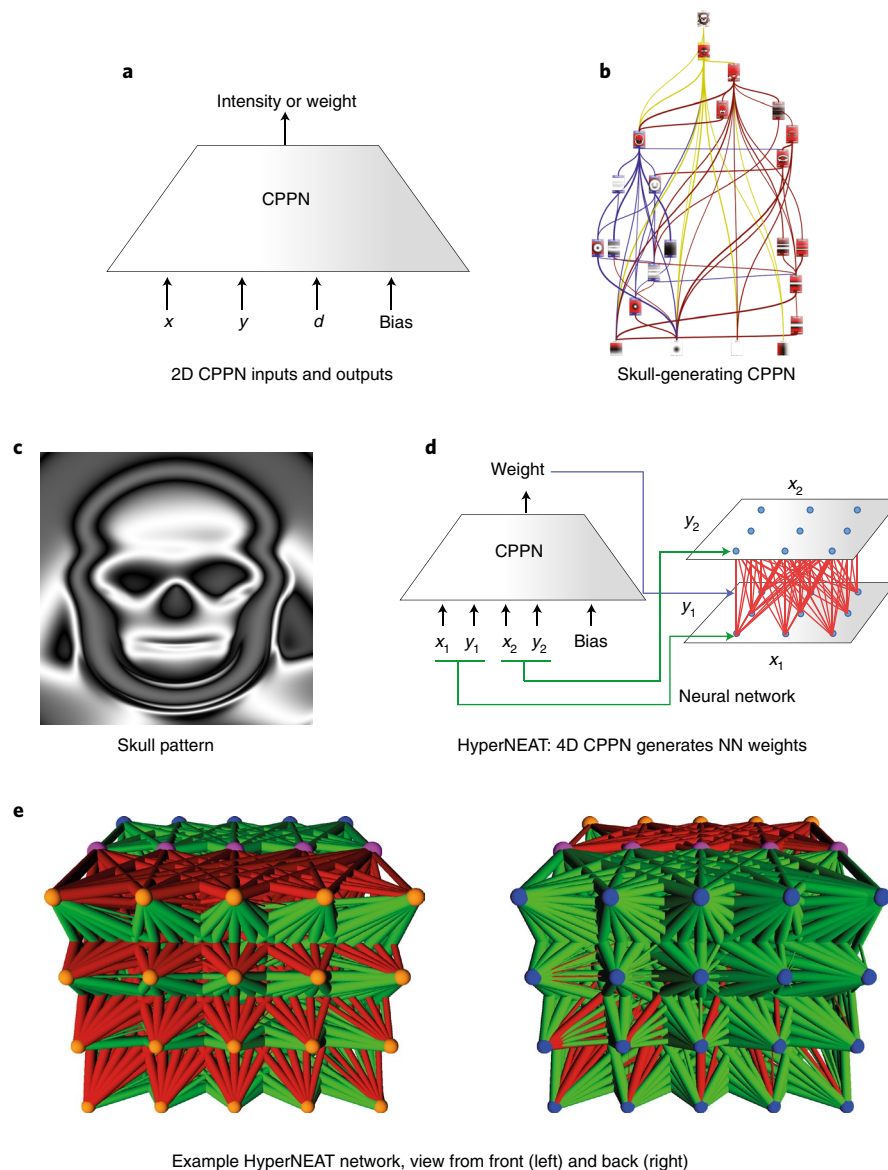 a
Intensity or weight
CPPN
x
y
d
Bias
2D CPPN inputs and outputs
b
Skull-generating CPPN
c
Skull pattern
d
Weight
CPPN
x1
y1
x2
y2
Bias
x2
y2
y1
x1
Neural network
HyperNEAT: 4D CPPN generates NN weights
e
Example HyperNEAT network, view from front (left) and back (right)